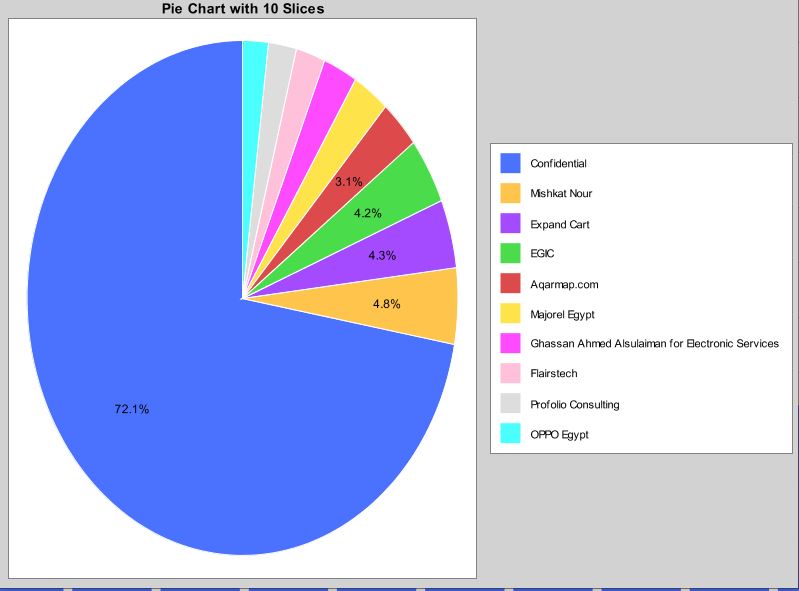 Pie Chart with 10 Slices
3.1%
4.2%
4.3%
4.8%
72.1%
Confidential
Mishkat Nour
Expand Cart
EGIC
Aqarmap.com
Majorel Egypt
Ghassan Ahmed Alsulaiman for Electronic Services
Flairstech
Profolio Consulting
OPPO Egypt